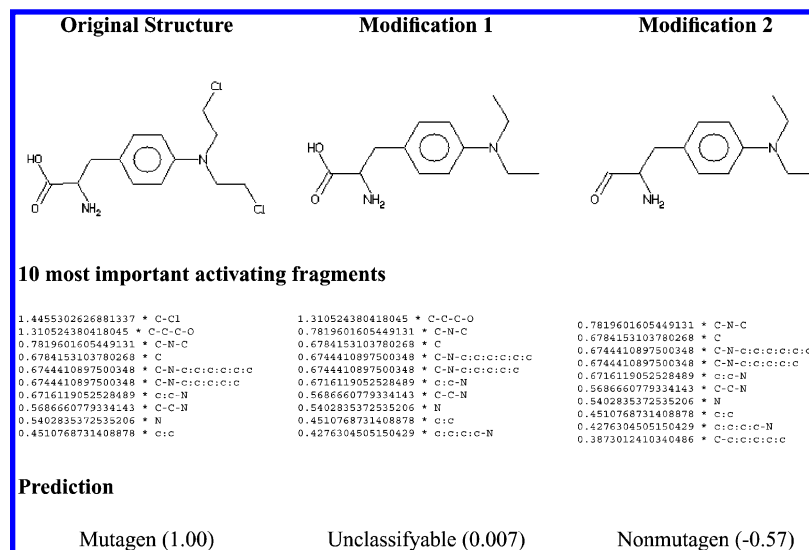 Original Structure Modification 1 Modification 2
Cl
HO
N
O
NH2
Cl
HO
N
O
NH2
N
O
NH2
10 most important activating fragments
1.4455302626881337 * C-Cl
1.310524380418045 * C-C-C-O
0.7819601605449131 * C-N-C
0.6784153103780268 * C
0.6744410897500348 * C-N-c:c:c:c:c:c
0.6744410897500348 * C-N-c:c:c:c:c
0.6716119052528489 * c:c-N
0.5686660779334143 * C-C-N
0.5402835372535206 * N
0.4510768731408878 * c:c
1.310524380418045 * C-C-C-O
0.7819601605449131 * C-N-C
0.6784153103780268 * C
0.6744410897500348 * C-N-c:c:c:c:c:c
0.6744410897500348 * C-N-c:c:c:c:c
0.6716119052528489 * c:c-N
0.5686660779334143 * C-C-N
0.5402835372535206 * N
0.4510768731408878 * c:c
0.4276304505150429 * c:c:c:c-N
0.7819601605449131 * C-N-C
0.6784153103780268 * C
0.6744410897500348 * C-N-c:c:c:c:c:c
0.6744410897500348 * C-N-c:c:c:c:c
0.6716119052528489 * c:c-N
0.5686660779334143 * C-C-N
0.5402835372535206 * N
0.4510768731408878 * c:c
0.4276304505150429 * c:c:c:c-N
0.3873012410340486 * C-c:c:c:c:c
Prediction
Mutagen (1.00) Unclassifyable (0.007) Nonmutagen (-0.57)